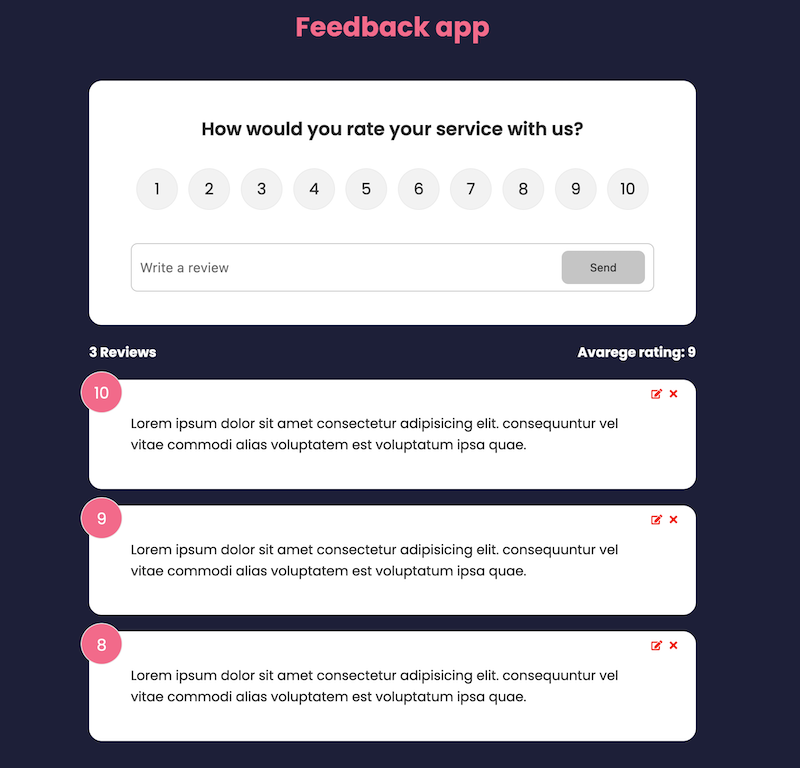 Feedback app
How would you rate your service with us?
1 2 3 4 5 6 7 8 9 10
Write a review Send
3 Reviews Avarege rating: 9
10
Lorem ipsum dolor sit amet consectetur adipisicing elit. consequuntur vel
vitae commodi alias voluptatem est voluptatum ipsa quae.
9
Lorem ipsum dolor sit amet consectetur adipisicing elit. consequuntur vel
vitae commodi alias voluptatem est voluptatum ipsa quae.
8
Lorem ipsum dolor sit amet consectetur adipisicing elit. consequuntur vel
vitae commodi alias voluptatem est voluptatum ipsa quae.